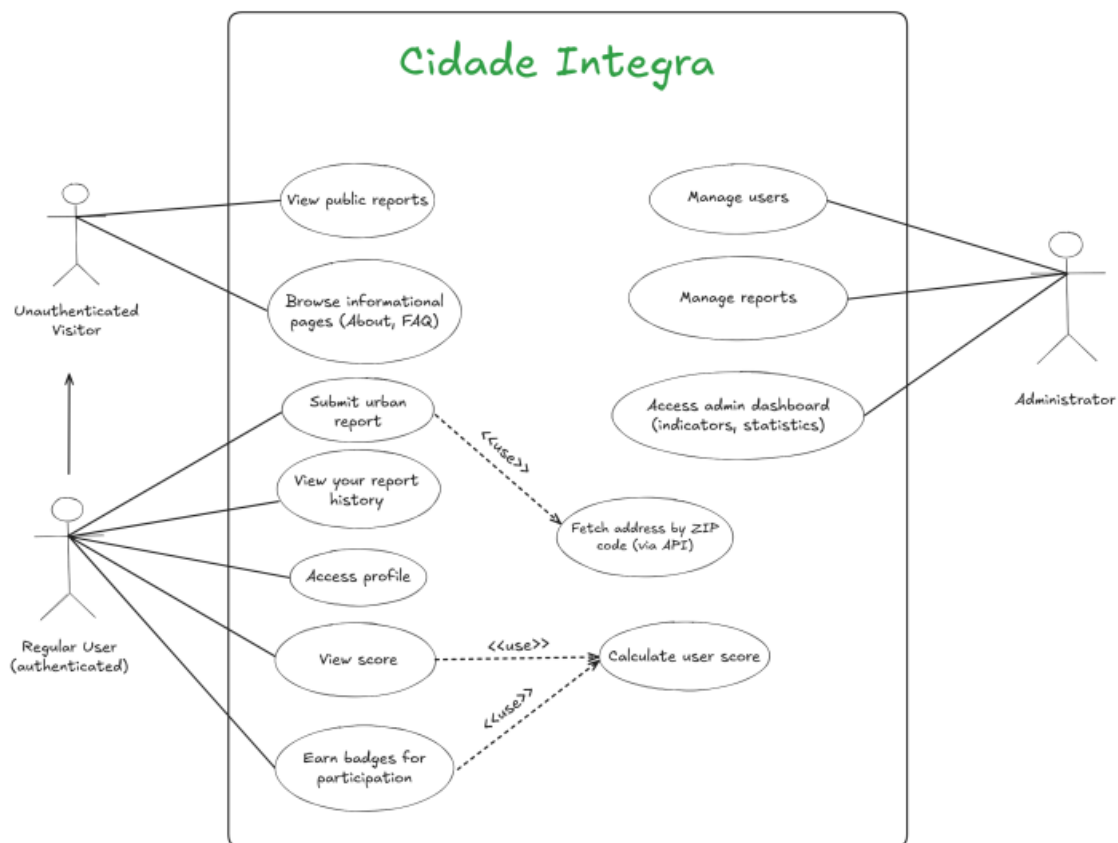 Cidade Integra
View public reports
Manage users
Browse informational
pages (About, FAQ)
Manage reports
Unauthenticated
Visitor
Submit urban
report
Access admin dashboard
(indicators, statistics)
Administrator
<<use>>
View your report
history
Fetch address by ZIP
code (via API)
Access profile
Regular User
(authenticated)
View score
<<use>>
Calculate user score
<<use>>
Earn badges for
participation